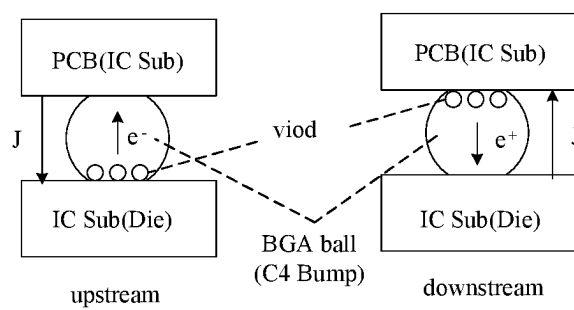 PCB(IC Sub)
J
e-
IC Sub(Die)
upstream
viod
BGA ball
(C4 Bump)
PCB(IC Sub)
e+
J
IC Sub(Die)
downstream